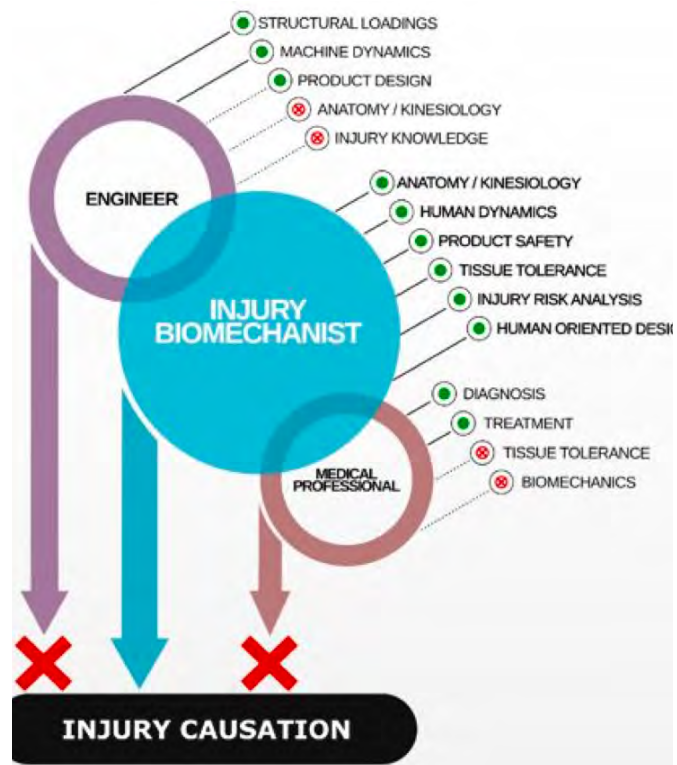 STRUCTURAL LOADINGS
MACHINE DYNAMICS
PRODUCT DESIGN
ANATOMY / KINESIOLOGY
INJURY KNOWLEDGE
ENGINEER
ANATOMY / KINESIOLOGY
HUMAN DYNAMICS
PRODUCT SAFETY
TISSUE TOLERANCE
INJURY RISK ANALYSIS
HUMAN ORIENTED DESIG
INJURY
BIOMECHANIST
DIAGNOSIS
TREATMENT
TISSUE TOLERANCE
BIOMECHANICS
MEDICAL
PROFESSIONAL
INJURY CAUSATION